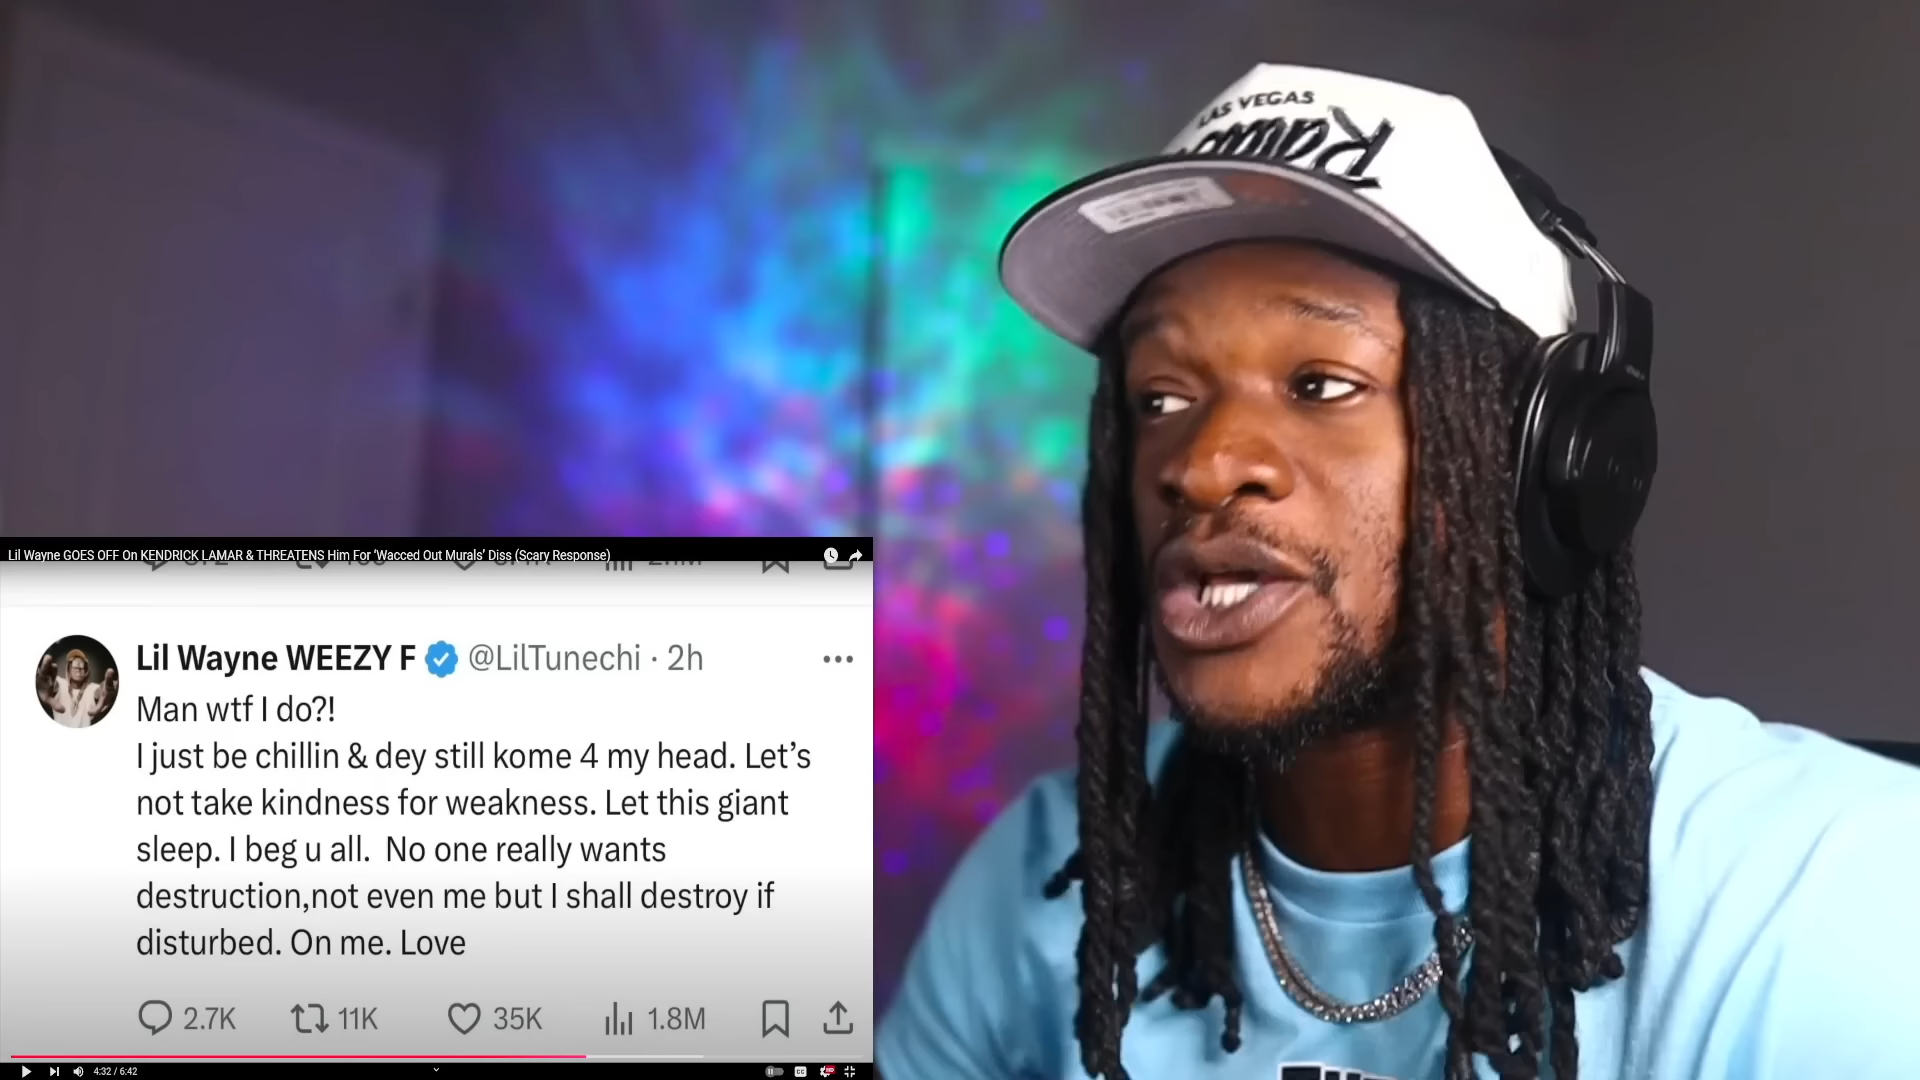 LAS VEGAS
Raiders
Lil Wayne GOES OFF On KENDRICK LAMAR & THREATENS Him For 'Wacced Out Murals' Diss (Scary Response)
Lil Wayne WEEZY F @LilTunechi · 2h
Man wtf I do?!
I just be chillin & dey still kome 4 my head. Let’s
not take kindness for weakness. Let this giant
sleep. I beg u all. No one really wants
destruction,not even me but I shall destroy if
disturbed. On me. Love
2.7K 11K 35K 1.8M
4:32 / 6:42
CC HD